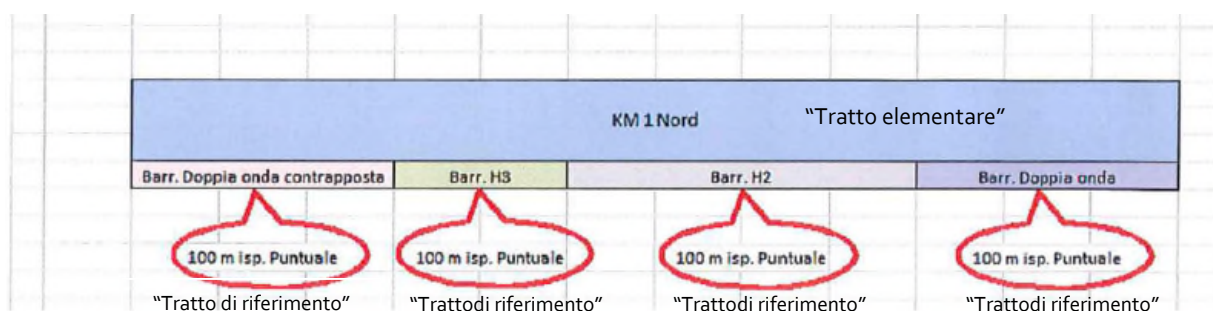 KM 1 Nord “Tratto elementare”
Barr. Doppia onda contrapposta Barr. H3 Barr. H2 Barr. Doppia onda
100 m isp. Puntuale 100 m isp. Puntuale 100 m isp. Puntuale 100 m isp. Puntuale
“Tratto di riferimento” “Trattodi riferimento” “Trattodi riferimento” “Trattodi riferimento”